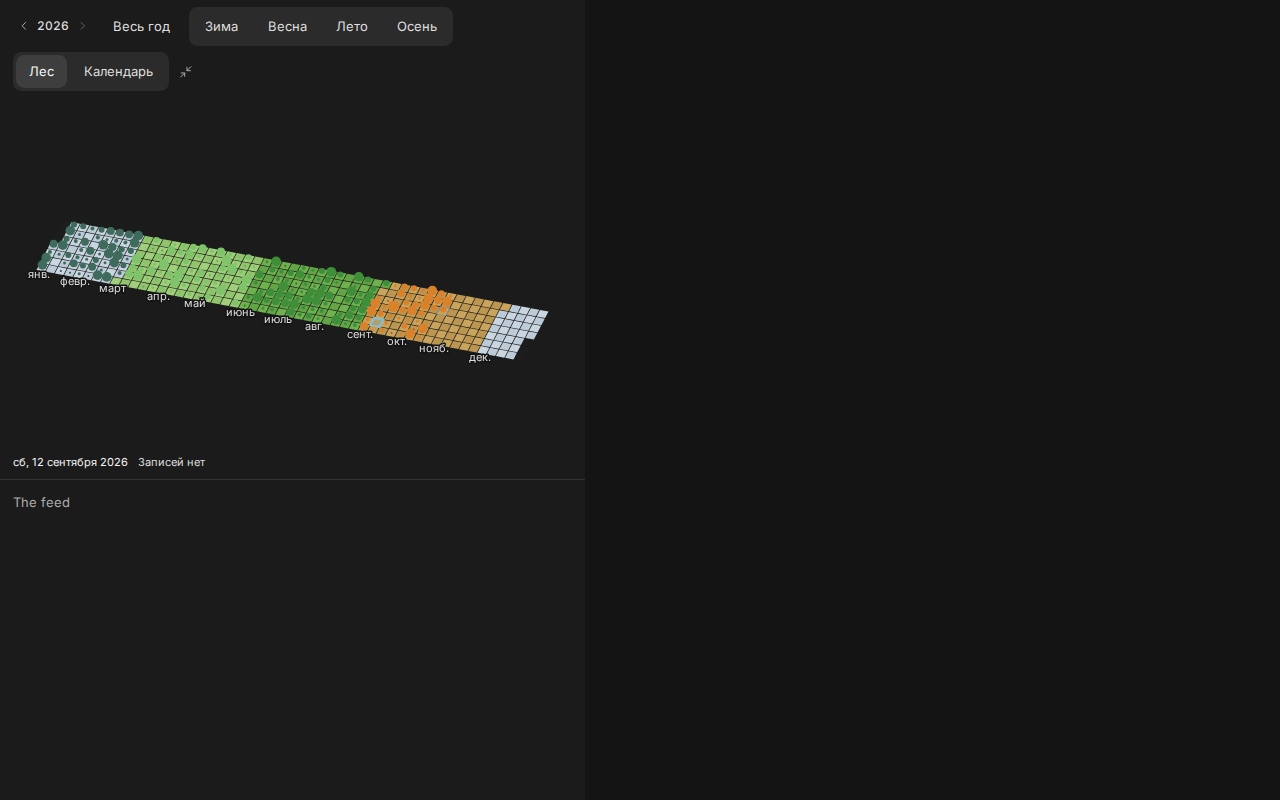 2026 Весь год Зима Весна Лето Осень
Лес Календарь
янв.
февр.
март
апр.
май
июнь
июль
авг.
сент.
окт.
нояб.
дек.
сб, 12 сентября 2026 Записей нет
The feed